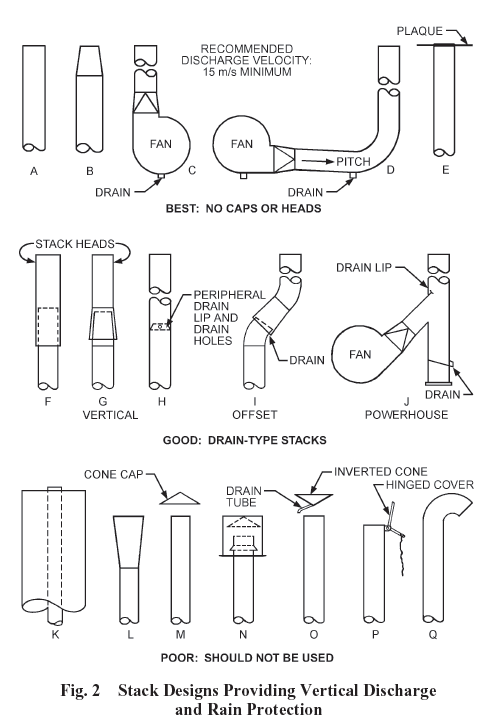 PLAQUE
RECOMMENDED
DISCHARGE VELOCITY:
15 m/s MINIMUM
FAN
FAN
PITCH
A
B
C
D
E
DRAIN
DRAIN
BEST: NO CAPS OR HEADS
STACK HEADS
DRAIN LIP
PERIPHERAL
DRAIN
LIP AND
DRAIN
HOLES
DRAIN
FAN
DRAIN
F
G
H
I
J
VERTICAL
OFFSET
POWERHOUSE
GOOD: DRAIN-TYPE STACKS
CONE CAP
DRAIN
TUBE
INVERTED CONE
HINGED COVER
K
L
M
N
O
P
Q
POOR: SHOULD NOT BE USED
Fig. 2 Stack Designs Providing Vertical Discharge
and Rain Protection